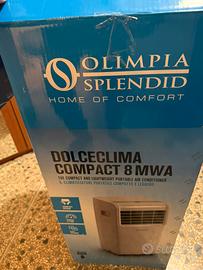 OLIMPIA
SPLENDID
HOME OF COMFORT
DOLCECLIMA
COMPACT 8 MWA
THE COMPACT AND LIGHTWEIGHT PORTABLE AIR CONDITIONER
IL CLIMATIZZATORE PORTATILE COMPATTO E LEGGERO
subito